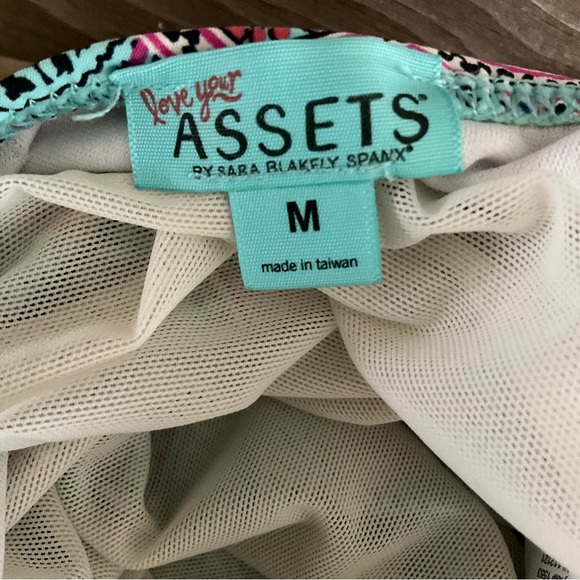 love your
ASSETS
BY SARA BLAKELY, SPANX®
M
made in taiwan